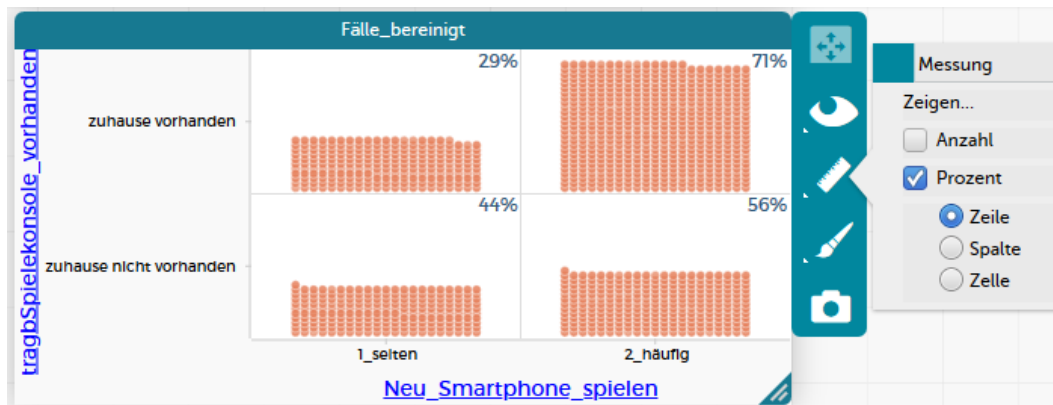 Fälle_bereinigt
tragbSpielekonsole_vorhanden
zuhause vorhanden
29%
71%
zuhause nicht vorhanden
44%
56%
1_selten
2_häufig
Neu_Smartphone_spielen
Messung
Zeigen...
Anzahl
Prozent
Zeile
Spalte
Zelle